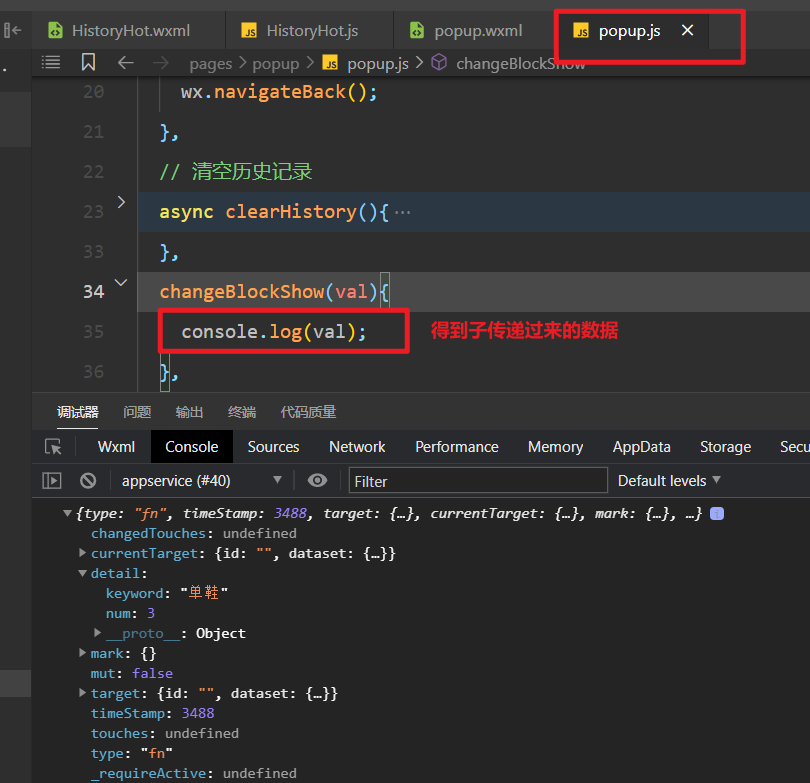 HistoryHot.wxml JS HistoryHot.js popup.wxml JS popup.js ×
pages > popup > JS popup.js > changeBlockShow
20 wx.navigateBack();
21 },
22 // 清空历史记录
23 async clearHistory(){ ···
33 },
34 changeBlockShow(val){
35 console.log(val); 得到子传递过来的数据
36 },
调试器 问题 输出 终端 代码质量
Wxml Console Sources Network Performance Memory AppData Storage Secu
appservice (#40) Filter Default levels
{type: "fn", timeStamp: 3488, target: {…}, currentTarget: {…}, mark: {…}, …} i
changedTouches: undefined
currentTarget: {id: "", dataset: {…}}
detail:
keyword: "单鞋"
num: 3
__proto__: Object
mark: {}
mut: false
target: {id: "", dataset: {…}}
timeStamp: 3488
touches: undefined
type: "fn"
_requireActive: undefined